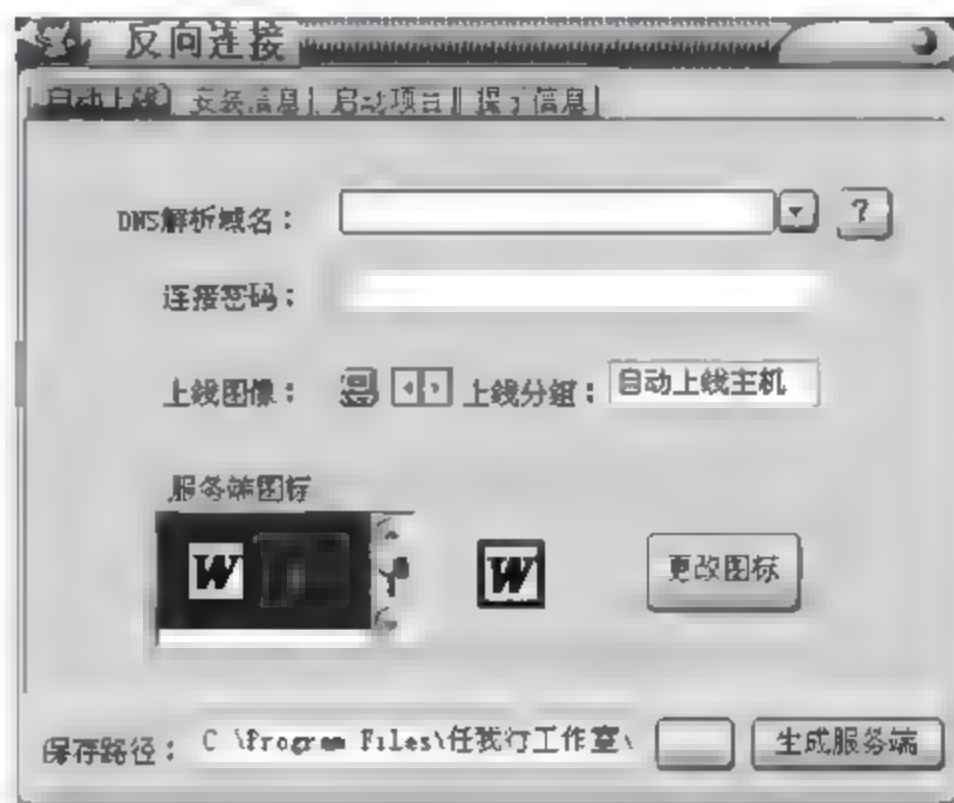 反向连接
自动上线 安装信息 启动项目 提示信息
DNS解析域名：
?
连接密码：
上线图像： 上线分组： 自动上线主机
服务端图标
W W 更改图标
保存路径： C \Program Files\任我行工作室\ 生成服务端